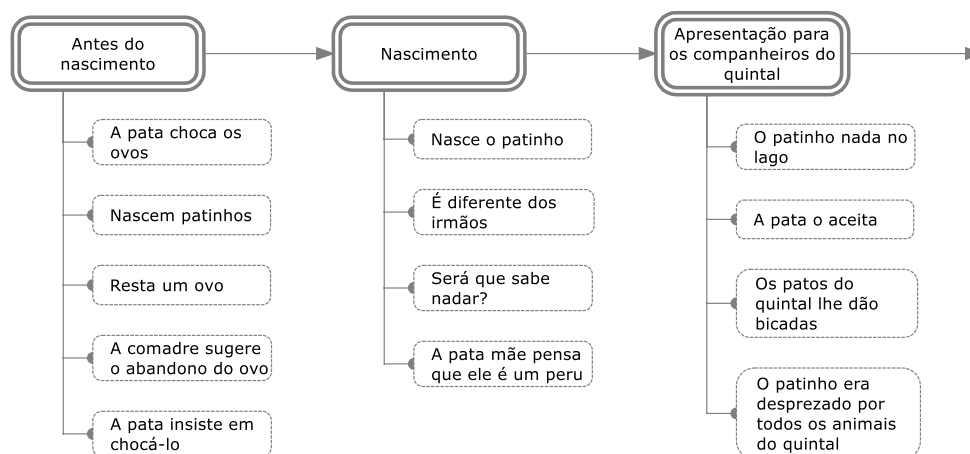 Antes do
nascimento
A pata choca os
ovos
Nascem patinhos
Resta um ovo
A comadre sugere
o abandono do ovo
A pata insiste em
chocá-lo
Nascimento
Nasce o patinho
É diferente dos
irmãos
Será que sabe
nadar?
A pata mãe pensa
que ele é um peru
Apresentação para
os companheiros do
quintal
O patinho nada no
lago
A pata o aceita
Os patos do
quintal lhe dão
bicadas
O patinho era
desprezado por
todos os animais
do quintal